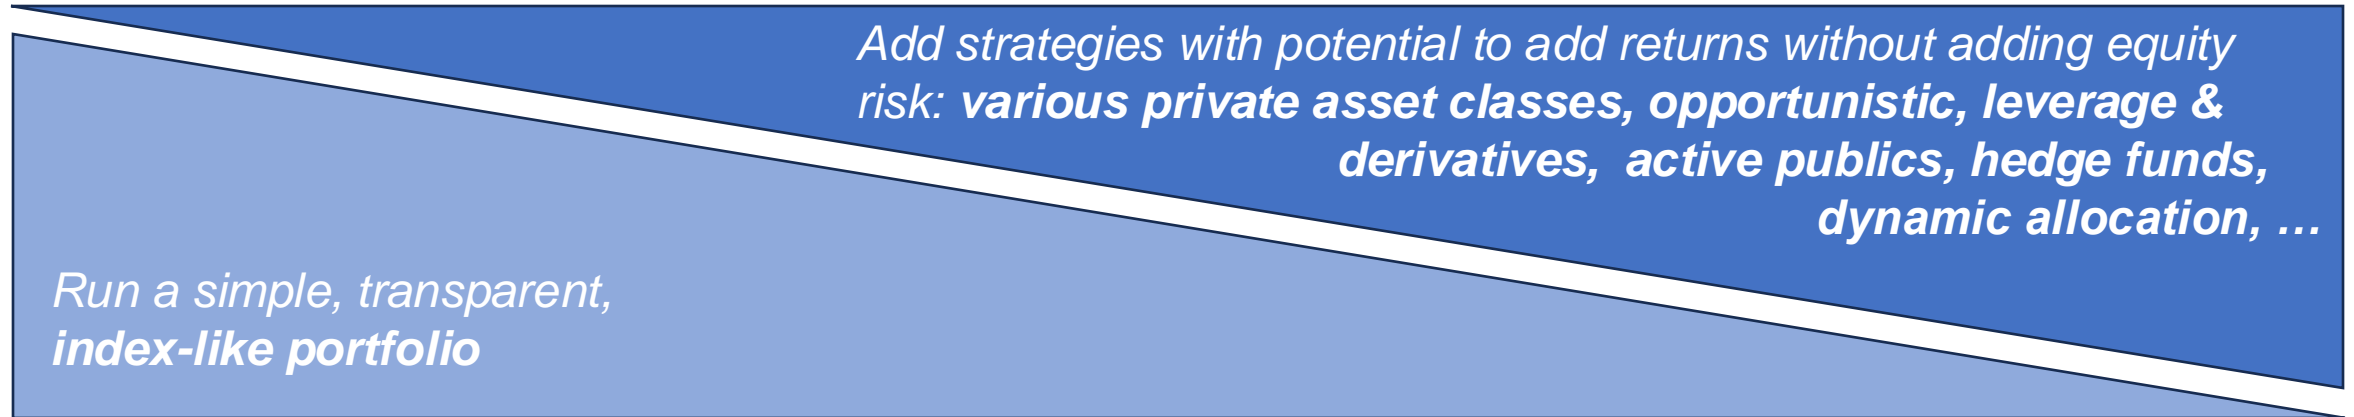 Add strategies with potential to add returns without adding equity
risk: various private asset classes, opportunistic, leverage &
derivatives, active publics, hedge funds,
dynamic allocation, …
Run a simple, transparent,
index-like portfolio